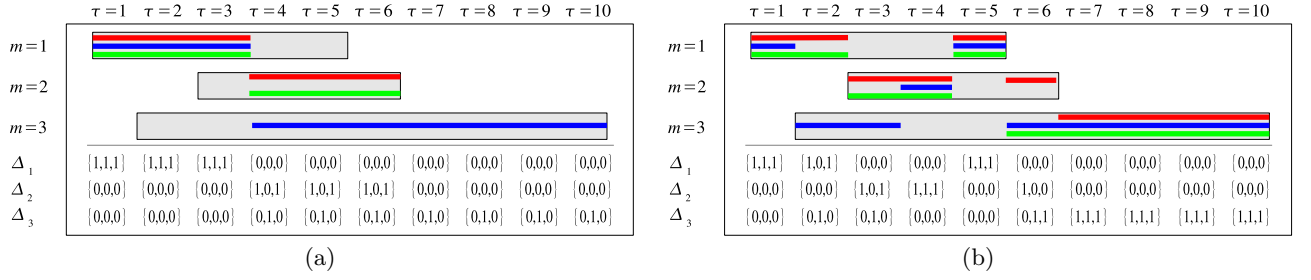 τ=1 τ=2 τ=3 τ=4 τ=5 τ=6 τ=7 τ=8 τ=9 τ=10
m=1
m=2
m=3
Δ1 {1,1,1} {1,1,1} {1,1,1} {0,0,0} {0,0,0} {0,0,0} {0,0,0} {0,0,0} {0,0,0} {0,0,0}
Δ2 {0,0,0} {0,0,0} {0,0,0} {1,0,1} {1,0,1} {1,0,1} {0,0,0} {0,0,0} {0,0,0} {0,0,0}
Δ3 {0,0,0} {0,0,0} {0,0,0} {0,1,0} {0,1,0} {0,1,0} {0,1,0} {0,1,0} {0,1,0} {0,1,0}
(a)
τ=1 τ=2 τ=3 τ=4 τ=5 τ=6 τ=7 τ=8 τ=9 τ=10
m=1
m=2
m=3
Δ1 {1,1,1} {1,0,1} {0,0,0} {0,0,0} {1,1,1} {0,0,0} {0,0,0} {0,0,0} {0,0,0} {0,0,0}
Δ2 {0,0,0} {0,0,0} {1,0,1} {1,1,1} {0,0,0} {1,0,0} {0,0,0} {0,0,0} {0,0,0} {0,0,0}
Δ3 {0,0,0} {0,1,0} {0,1,0} {0,0,0} {0,0,0} {0,1,1} {1,1,1} {1,1,1} {1,1,1} {1,1,1}
(b)